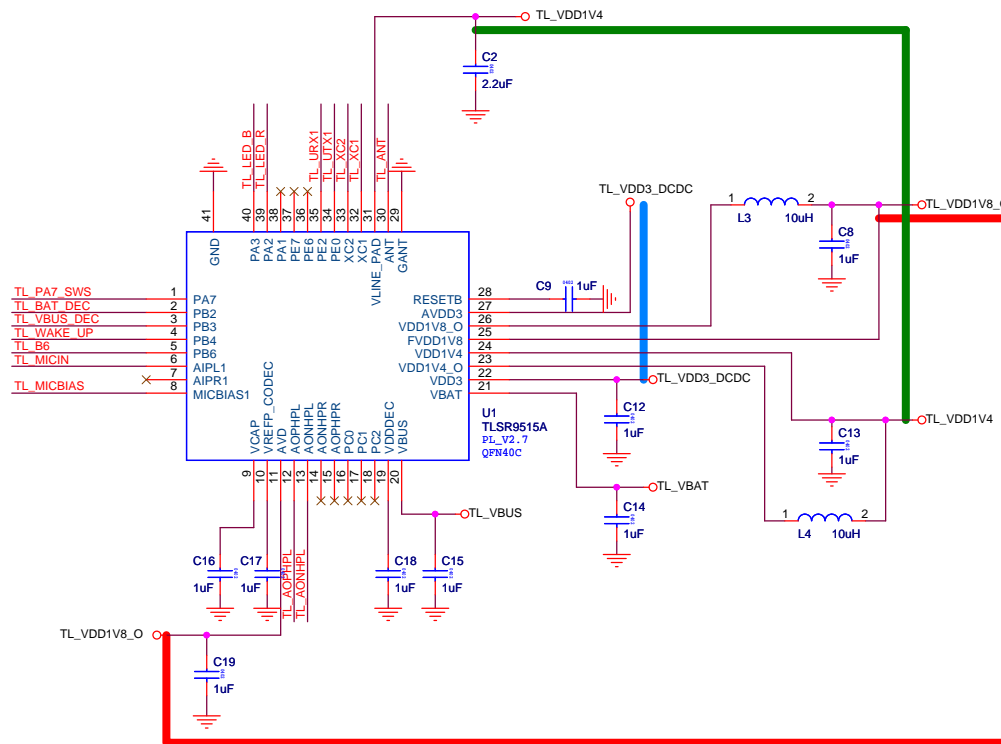 TL_VDD1V4
C2
2.2uF
TL_LED_B
TL_LED_R
TL_URX1
TL_UTX1
TL_XC2
TL_XC1
TL_ANT
TL_VDD3_DCDC
41
40
39
38
37
36
35
34
33
32
31
30
29
GND
PA3
PA2
PA1
PE7
PE6
PE2
PE0
XC2
XC1
VLINE_PAD
ANT
GANT
1
L3
2
10uH
TL_VDD1V8_O
C8
1uF
C9
1uF
TL_PA7_SWS 1 PA7
TL_BAT_DEC 2 PB2
TL_VBUS_DEC 3 PB3
TL_WAKE_UP 4 PB4
TL_B6 5 PB6
TL_MICIN 6 AIPL1
7 AIPR1
TL_MICBIAS 8 MICBIAS1
RESETB 28
AVDD3 27
VDD1V8_O 26
FVDD1V8 25
VDD1V4 24
VDD1V4_O 23
VDD3 22
VBAT 21
TL_VDD3_DCDC
U1
TLSR9515A
PL_V2.7
QFN40C
C12
1uF
TL_VDD1V4
C13
1uF
TL_VBAT
C14
1uF
1
L4
2
10uH
VCAP
VREFP_CODEC
AVD
AOPHPL
AONHPL
AONHPR
AOPHPR
PC0
PC1
PC2
VDDDEC
VBUS
9
10
11
12
13
14
15
16
17
18
19
20
TL_VBUS
C16
1uF
C17
1uF
TL_AOPHPL
TL_AONHPL
C18
1uF
C15
1uF
TL_VDD1V8_O
C19
1uF